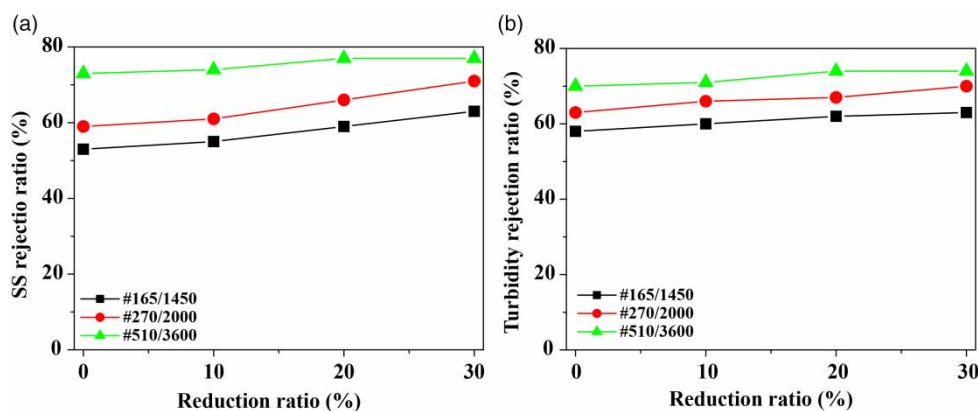 (a)
SS rejectio ratio (%)
80
60
40
20
0
#165/1450
#270/2000
#510/3600
0 10 20 30
Reduction ratio (%)
(b)
Turbidity rejection ratio (%)
80
60
40
20
0
#165/1450
#270/2000
#510/3600
0 10 20 30
Reduction ratio (%)